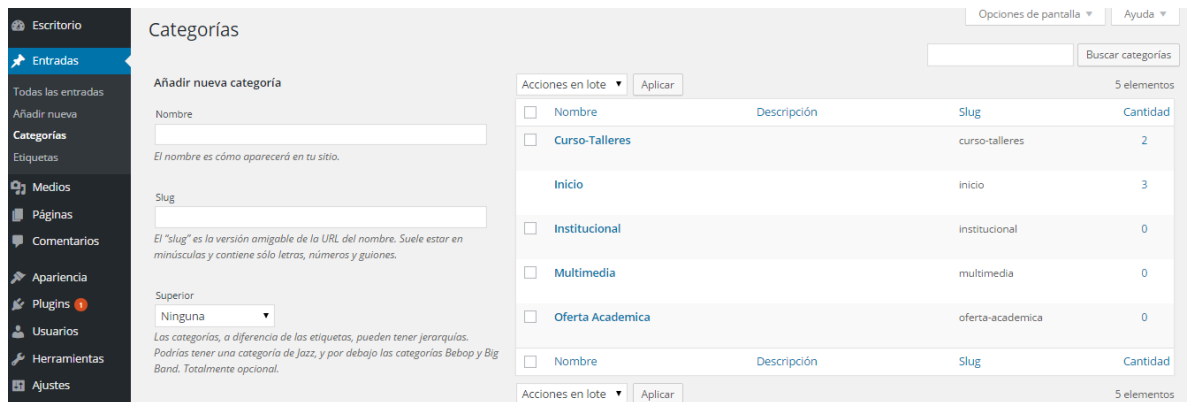 Escritorio
Entradas
Todas las entradas
Añadir nueva
Categorías
Etiquetas
Medios
Páginas
Comentarios
Apariencia
Plugins 1
Usuarios
Herramientas
Ajustes
Opciones de pantalla
Ayuda
Categorías
Buscar categorías
Añadir nueva categoría
Nombre
El nombre es cómo aparecerá en tu sitio.
Slug
El “slug” es la versión amigable de la URL del nombre. Suele estar en
minúsculas y contiene sólo letras, números y guiones.
Superior
Ninguna
Las categorías, a diferencia de las etiquetas, pueden tener jerarquías.
Podrías tener una categoría de Jazz, y por debajo las categorías Bebop y Big
Band. Totalmente opcional.
Acciones en lote Aplicar 5 elementos
Nombre Descripción Slug Cantidad
Curso-Talleres curso-talleres 2
Inicio inicio 3
Institucional institucional 0
Multimedia multimedia 0
Oferta Academica oferta-academica 0
Nombre Descripción Slug Cantidad
Acciones en lote Aplicar 5 elementos